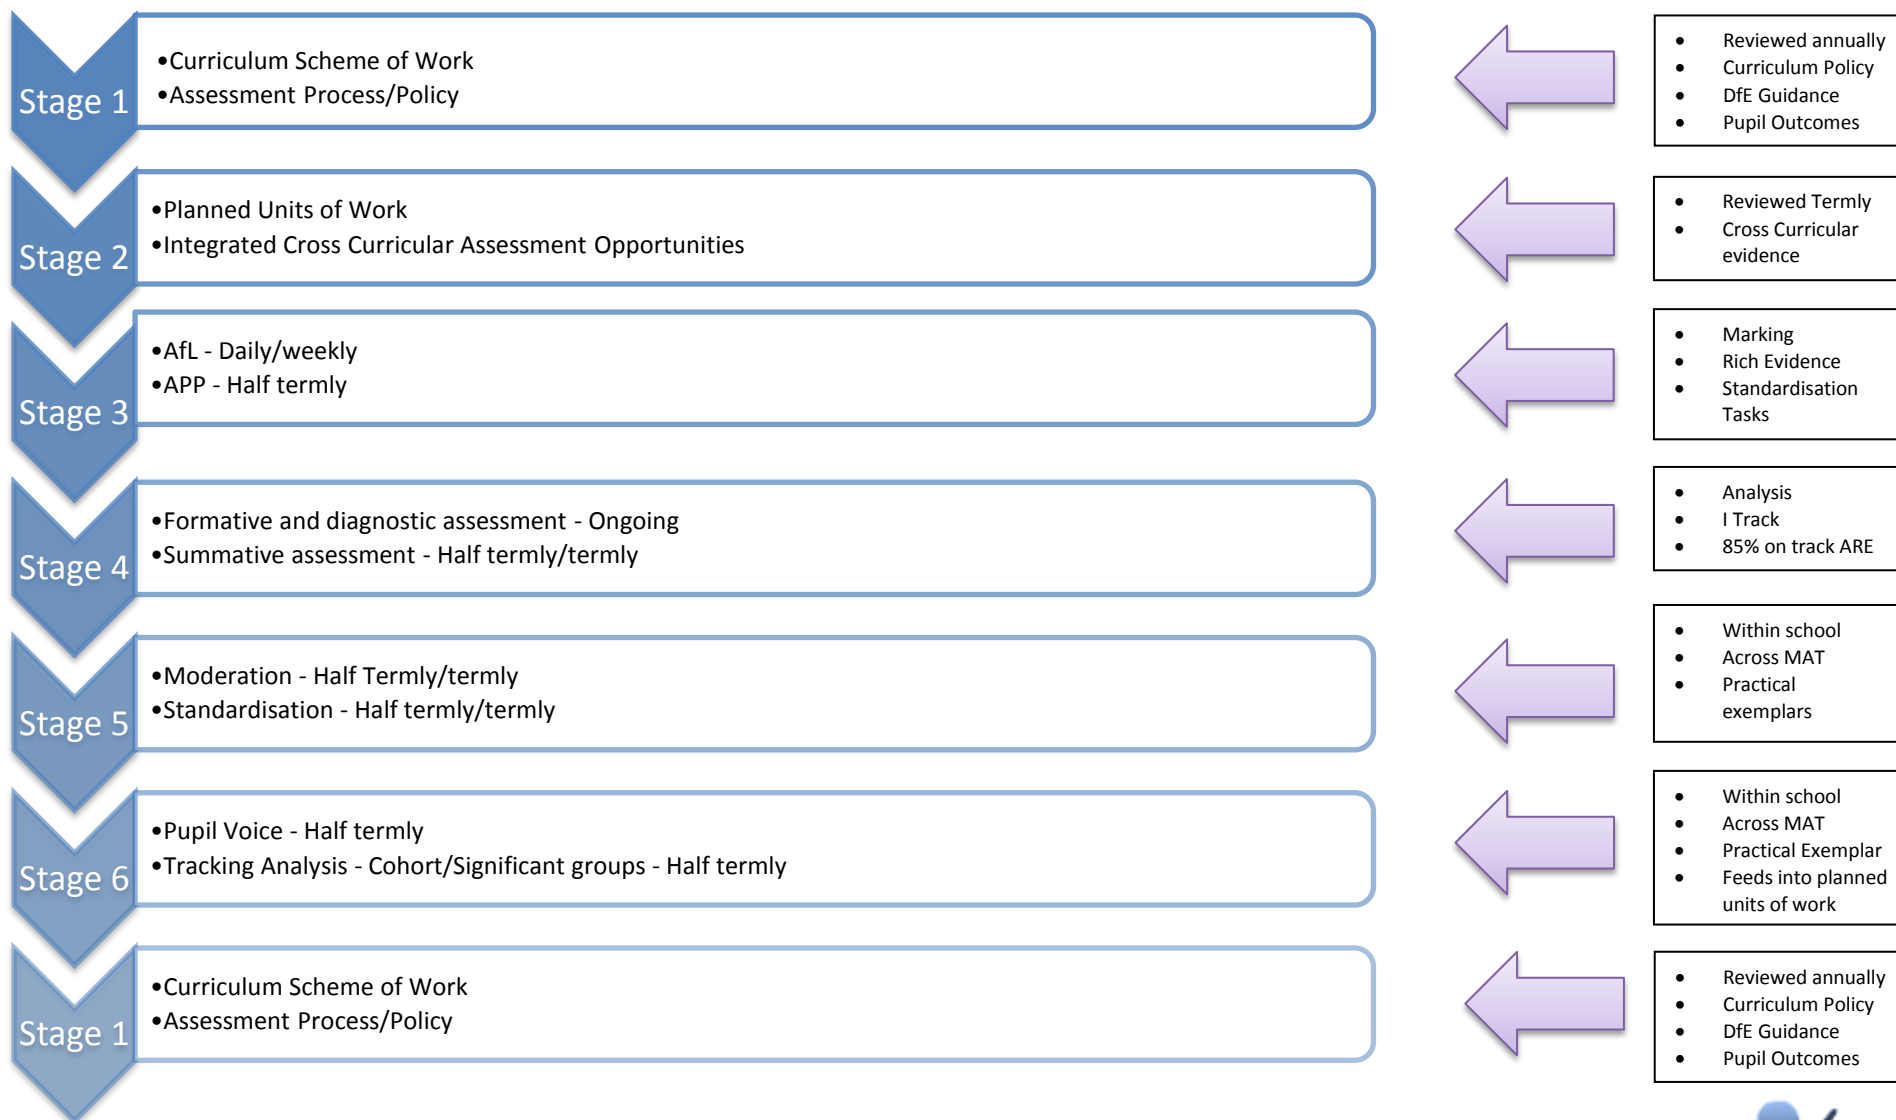 Stage 1
•Curriculum Scheme of Work
•Assessment Process/Policy
• Reviewed annually
• Curriculum Policy
• DfE Guidance
• Pupil Outcomes
Stage 2
•Planned Units of Work
•Integrated Cross Curricular Assessment Opportunities
• Reviewed Termly
• Cross Curricular
evidence
Stage 3
•AfL - Daily/weekly
•APP - Half termly
• Marking
• Rich Evidence
• Standardisation
Tasks
Stage 4
•Formative and diagnostic assessment - Ongoing
•Summative assessment - Half termly/termly
• Analysis
• I Track
• 85% on track ARE
Stage 5
•Moderation - Half Termly/termly
•Standardisation - Half termly/termly
• Within school
• Across MAT
• Practical
exemplars
Stage 6
•Pupil Voice - Half termly
•Tracking Analysis - Cohort/Significant groups - Half termly
• Within school
• Across MAT
• Practical Exemplar
• Feeds into planned
units of work
Stage 1
•Curriculum Scheme of Work
•Assessment Process/Policy
• Reviewed annually
• Curriculum Policy
• DfE Guidance
• Pupil Outcomes